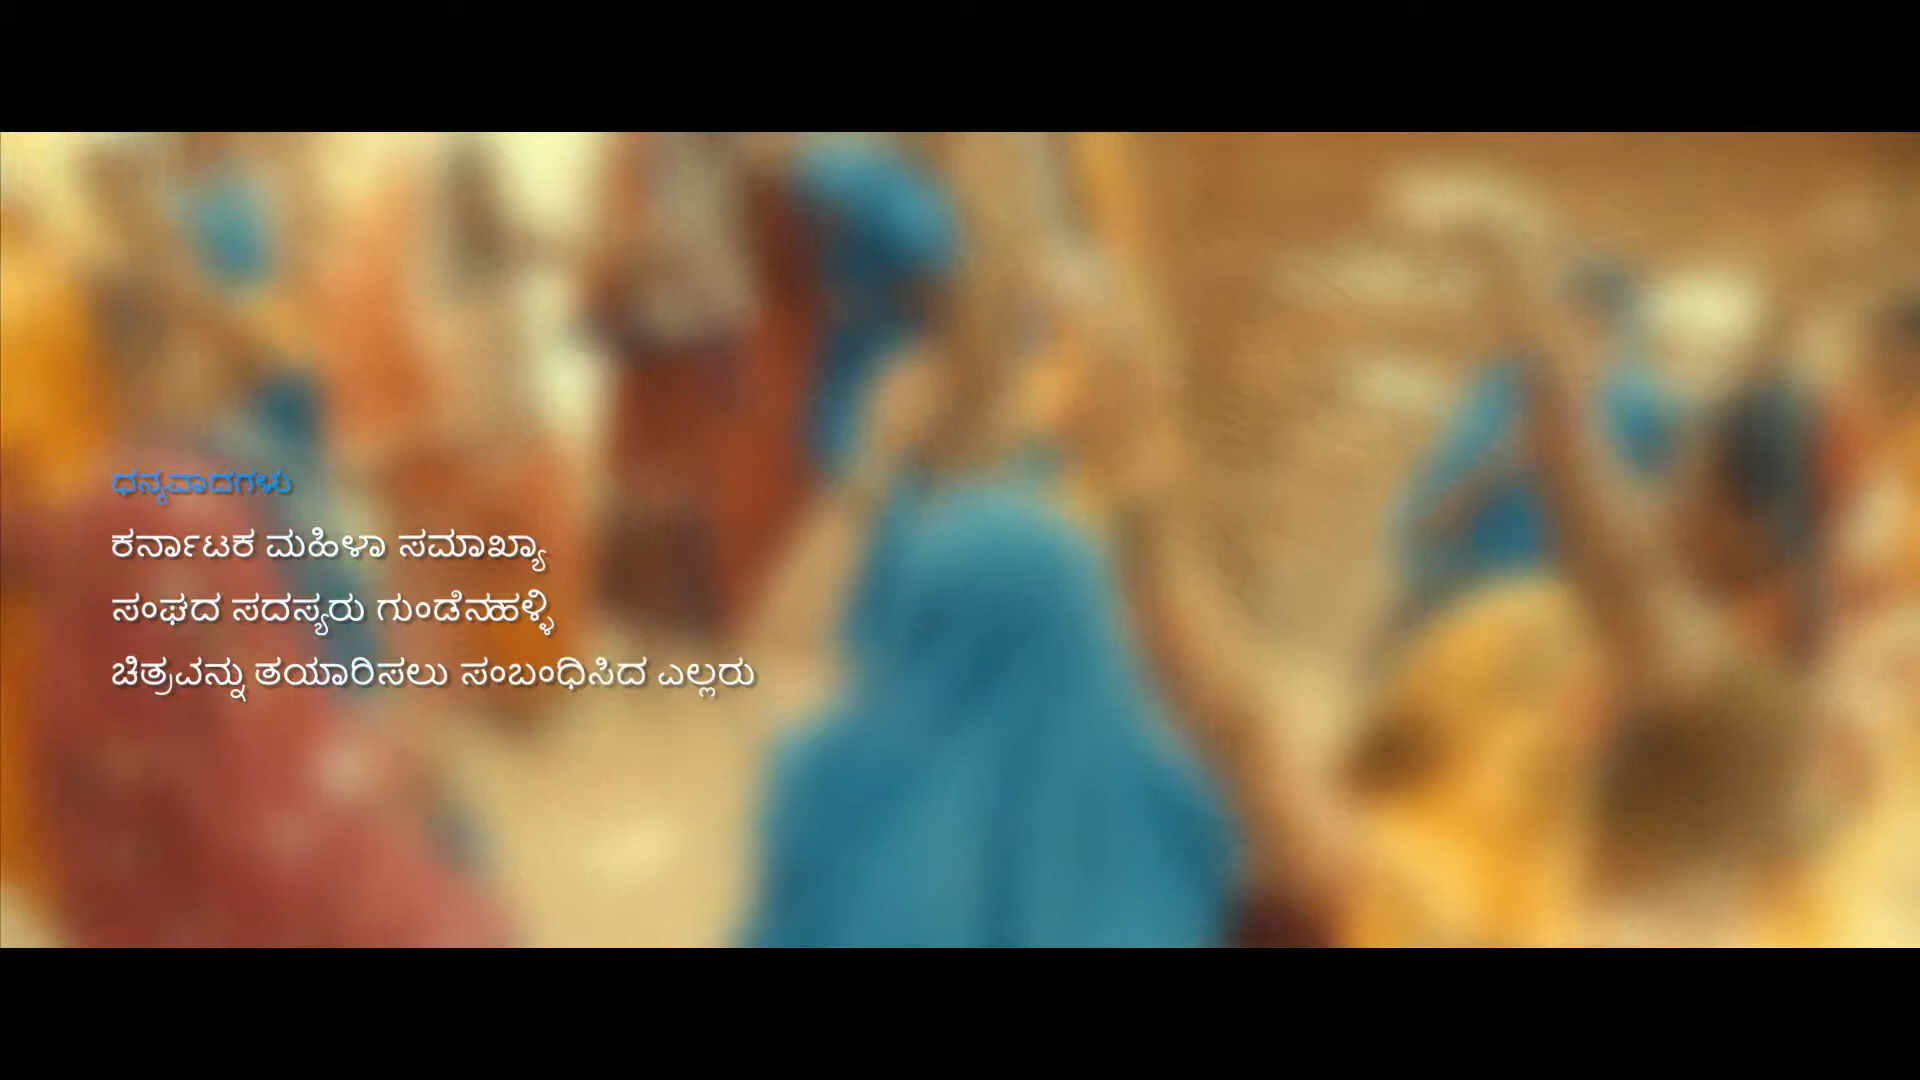 ಧನ್ಯವಾದಗಳು
ಕರ್ನಾಟಕ ಮಹಿಳಾ ಸಮಾಖ್ಯಾ
ಸಂಘದ ಸದಸ್ಯರು ಗುಂಡೆನಹಳ್ಳಿ
ಚಿತ್ರವನ್ನು ತಯಾರಿಸಲು ಸಂಬಂಧಿಸಿದ ಎಲ್ಲರು